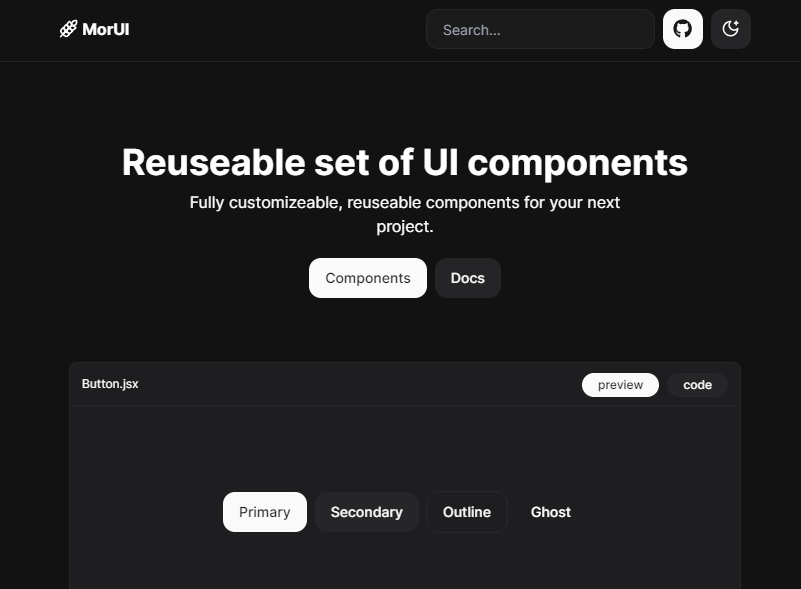 MorUI
Search...
Reuseable set of UI components
Fully customizeable, reuseable components for your next
project.
Components
Docs
Button.jsx
preview
code
Primary
Secondary
Outline
Ghost